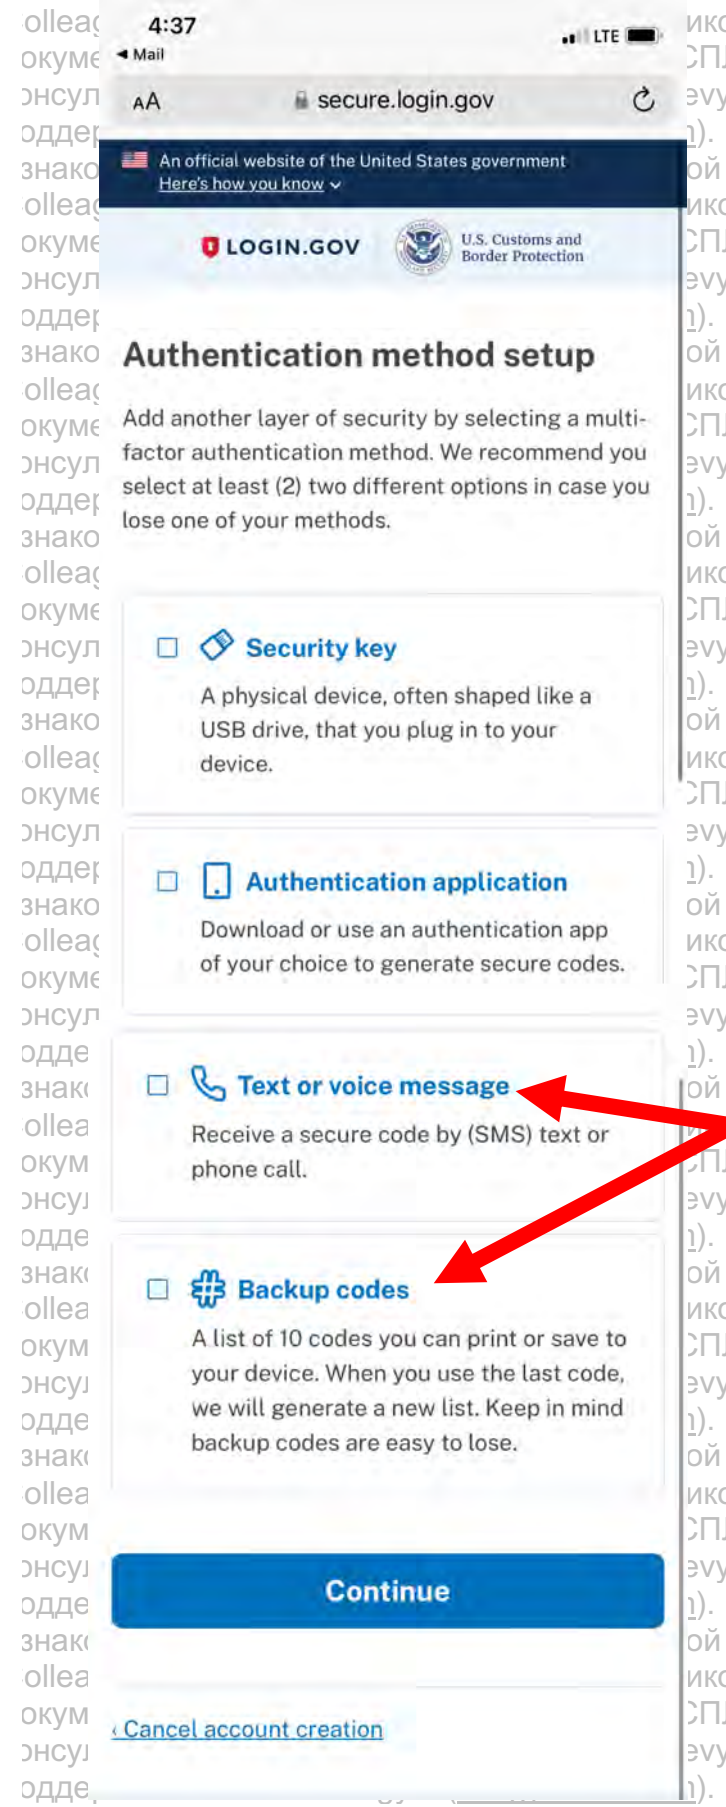 4:37
LTE
◄ Mail
AA secure.login.gov
An official website of the United States government
Here's how you know
LOGIN.GOV
U.S. Customs and
Border Protection
Authentication method setup
Add another layer of security by selecting a multi-
factor authentication method. We recommend you
select at least (2) two different options in case you
lose one of your methods.
Security key
A physical device, often shaped like a
USB drive, that you plug in to your
device.
Authentication application
Download or use an authentication app
of your choice to generate secure codes.
Text or voice message
Receive a secure code by (SMS) text or
phone call.
Backup codes
A list of 10 codes you can print or save to
your device. When you use the last code,
we will generate a new list. Keep in mind
backup codes are easy to lose.
Continue
‹ Cancel account creation